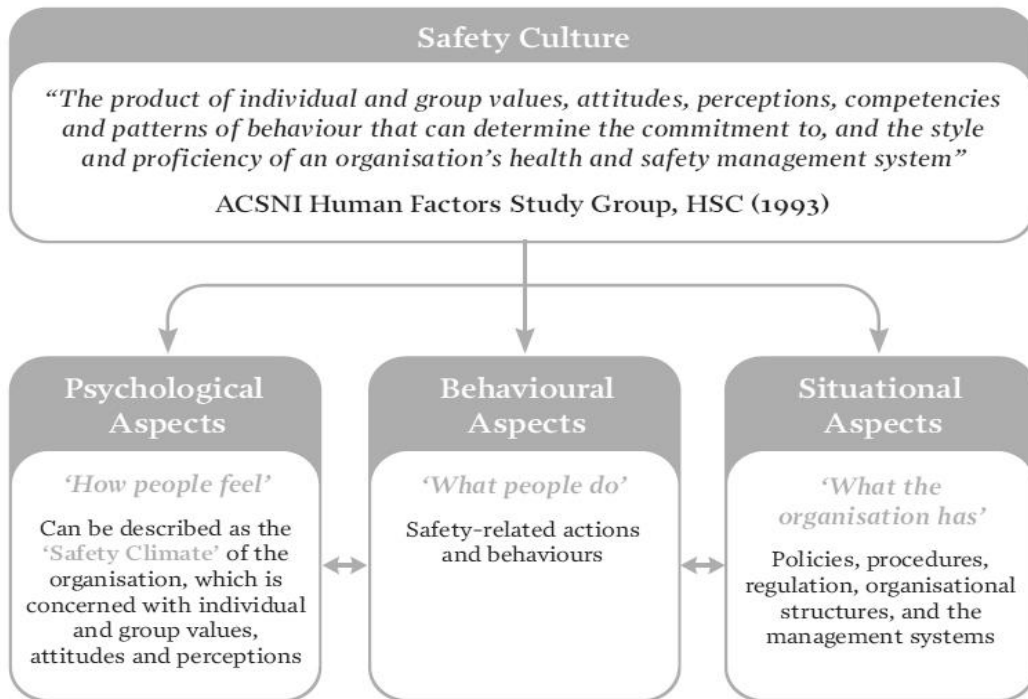 Safety Culture
“The product of individual and group values, attitudes, perceptions, competencies
and patterns of behaviour that can determine the commitment to, and the style
and proficiency of an organisation’s health and safety management system”
ACSNI Human Factors Study Group, HSC (1993)
Psychological
Aspects
‘How people feel’
Can be described as the
‘Safety Climate’ of the
organisation, which is
concerned with individual
and group values,
attitudes and perceptions
Behavioural
Aspects
‘What people do’
Safety-related actions
and behaviours
Situational
Aspects
‘What the
organisation has’
Policies, procedures,
regulation, organisational
structures, and the
management systems